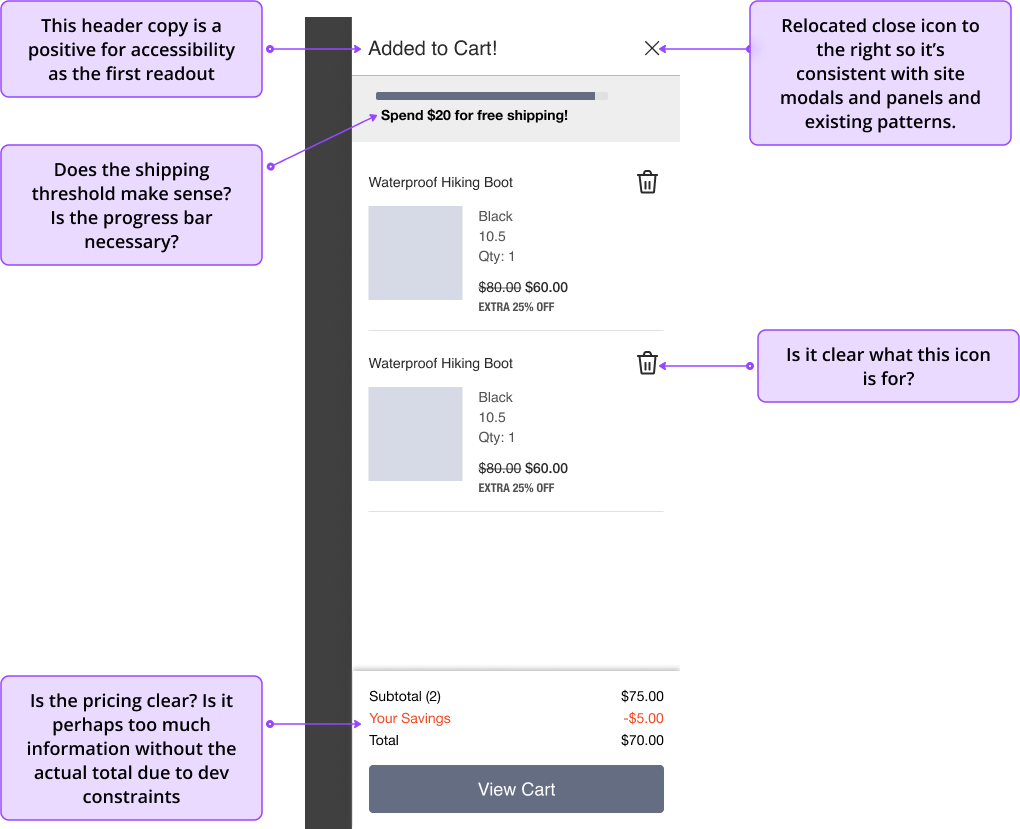 This header copy is a
positive for accessibility
as the first readout
Added to Cart!
Relocated close icon to
the right so it’s
consistent with site
modals and panels and
existing patterns.
Spend $20 for free shipping!
Does the shipping
threshold make sense?
Is the progress bar
necessary?
Waterproof Hiking Boot
Black
10.5
Qty: 1
$80.00 $60.00
EXTRA 25% OFF
Waterproof Hiking Boot
Is it clear what this icon
is for?
Black
10.5
Qty: 1
$80.00 $60.00
EXTRA 25% OFF
Is the pricing clear? Is it
perhaps too much
information without the
actual total due to dev
constraints
Subtotal (2) $75.00
Your Savings -$5.00
Total $70.00
View Cart